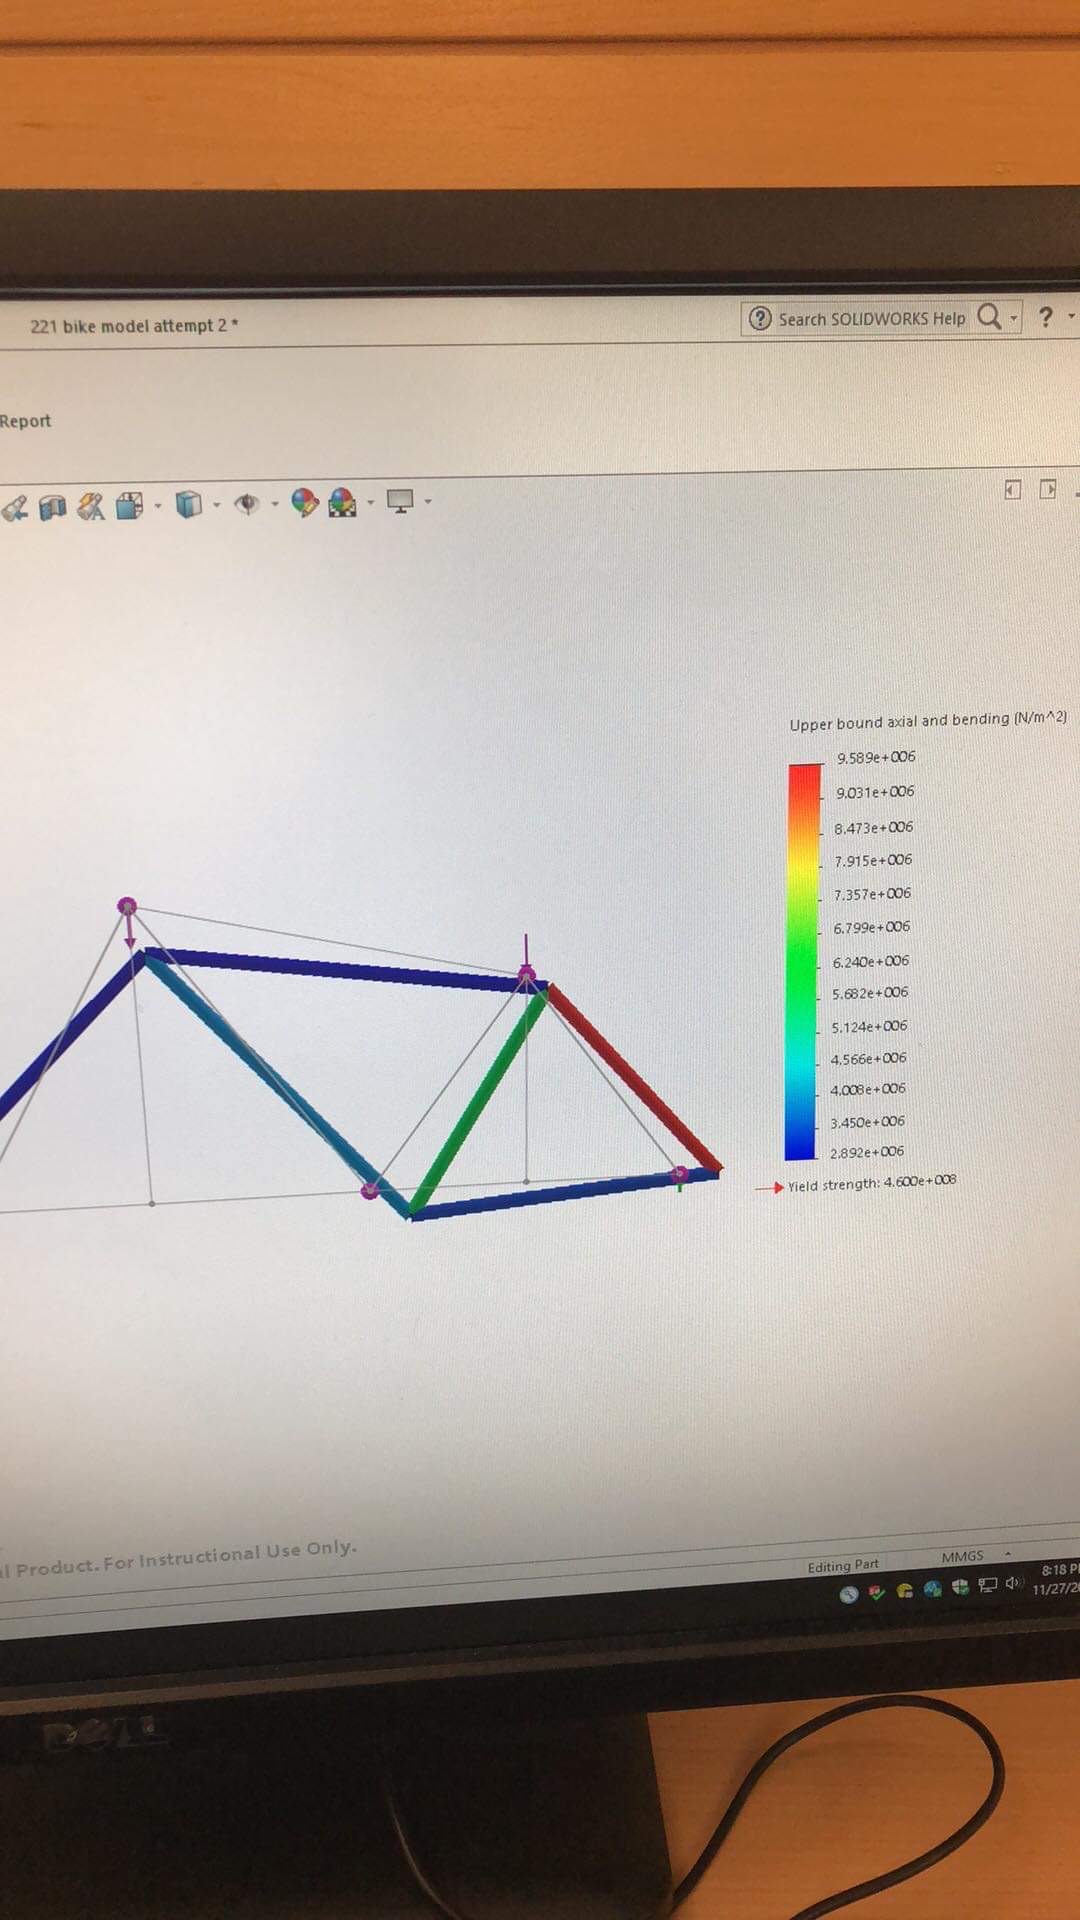 221 bike model attempt 2 *
Search SOLIDWORKS Help
?
Report
Upper bound axial and bending (N/m^2)
9.589e+006
9.031e+006
8.473e+006
7.915e+006
7.357e+006
6.799e+006
6.240e+006
5.682e+006
5.124e+006
4.566e+006
4.008e+006
3.450e+006
2.892e+006
Yield strength: 4.600e+008
l Product. For Instructional Use Only.
Editing Part
MMGS
8:18 P
11/27/2
DELL